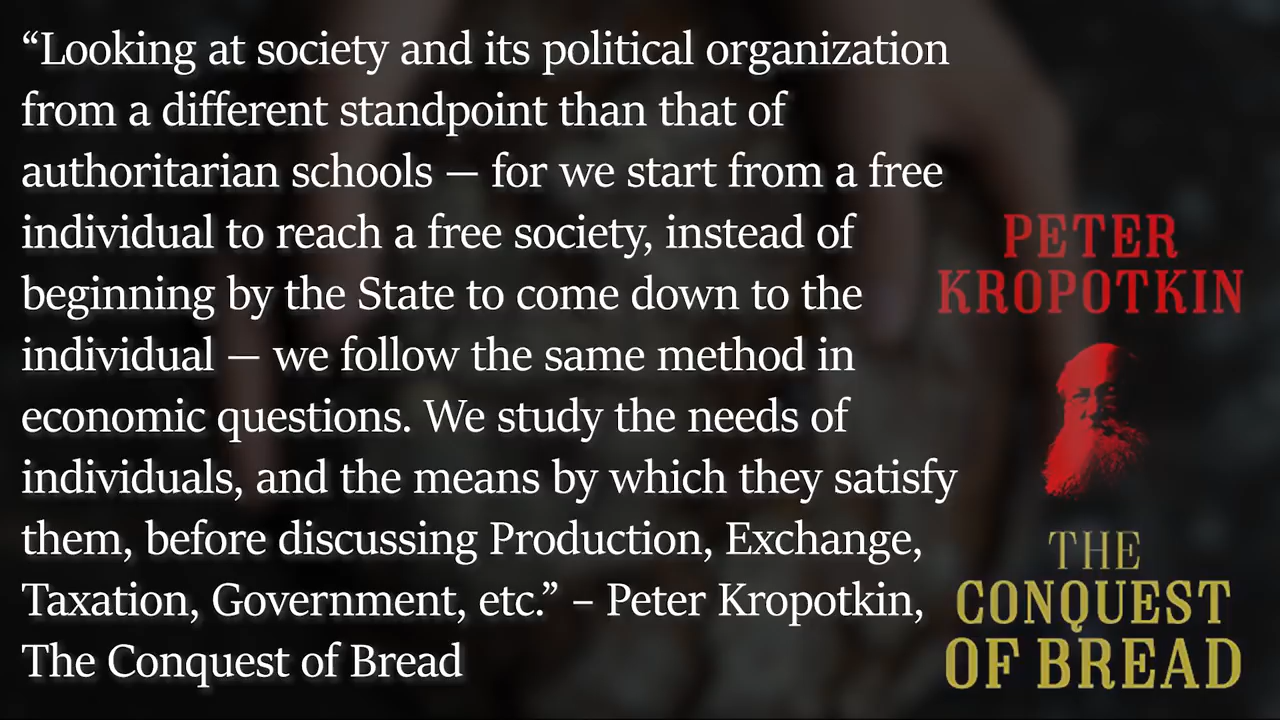 “Looking at society and its political organization
from a different standpoint than that of
authoritarian schools — for we start from a free
individual to reach a free society, instead of
beginning by the State to come down to the
individual — we follow the same method in
economic questions. We study the needs of
individuals, and the means by which they satisfy
them, before discussing Production, Exchange,
Taxation, Government, etc.” – Peter Kropotkin,
The Conquest of Bread
PETER
KROPOTKIN
THE
CONQUEST
OF BREAD